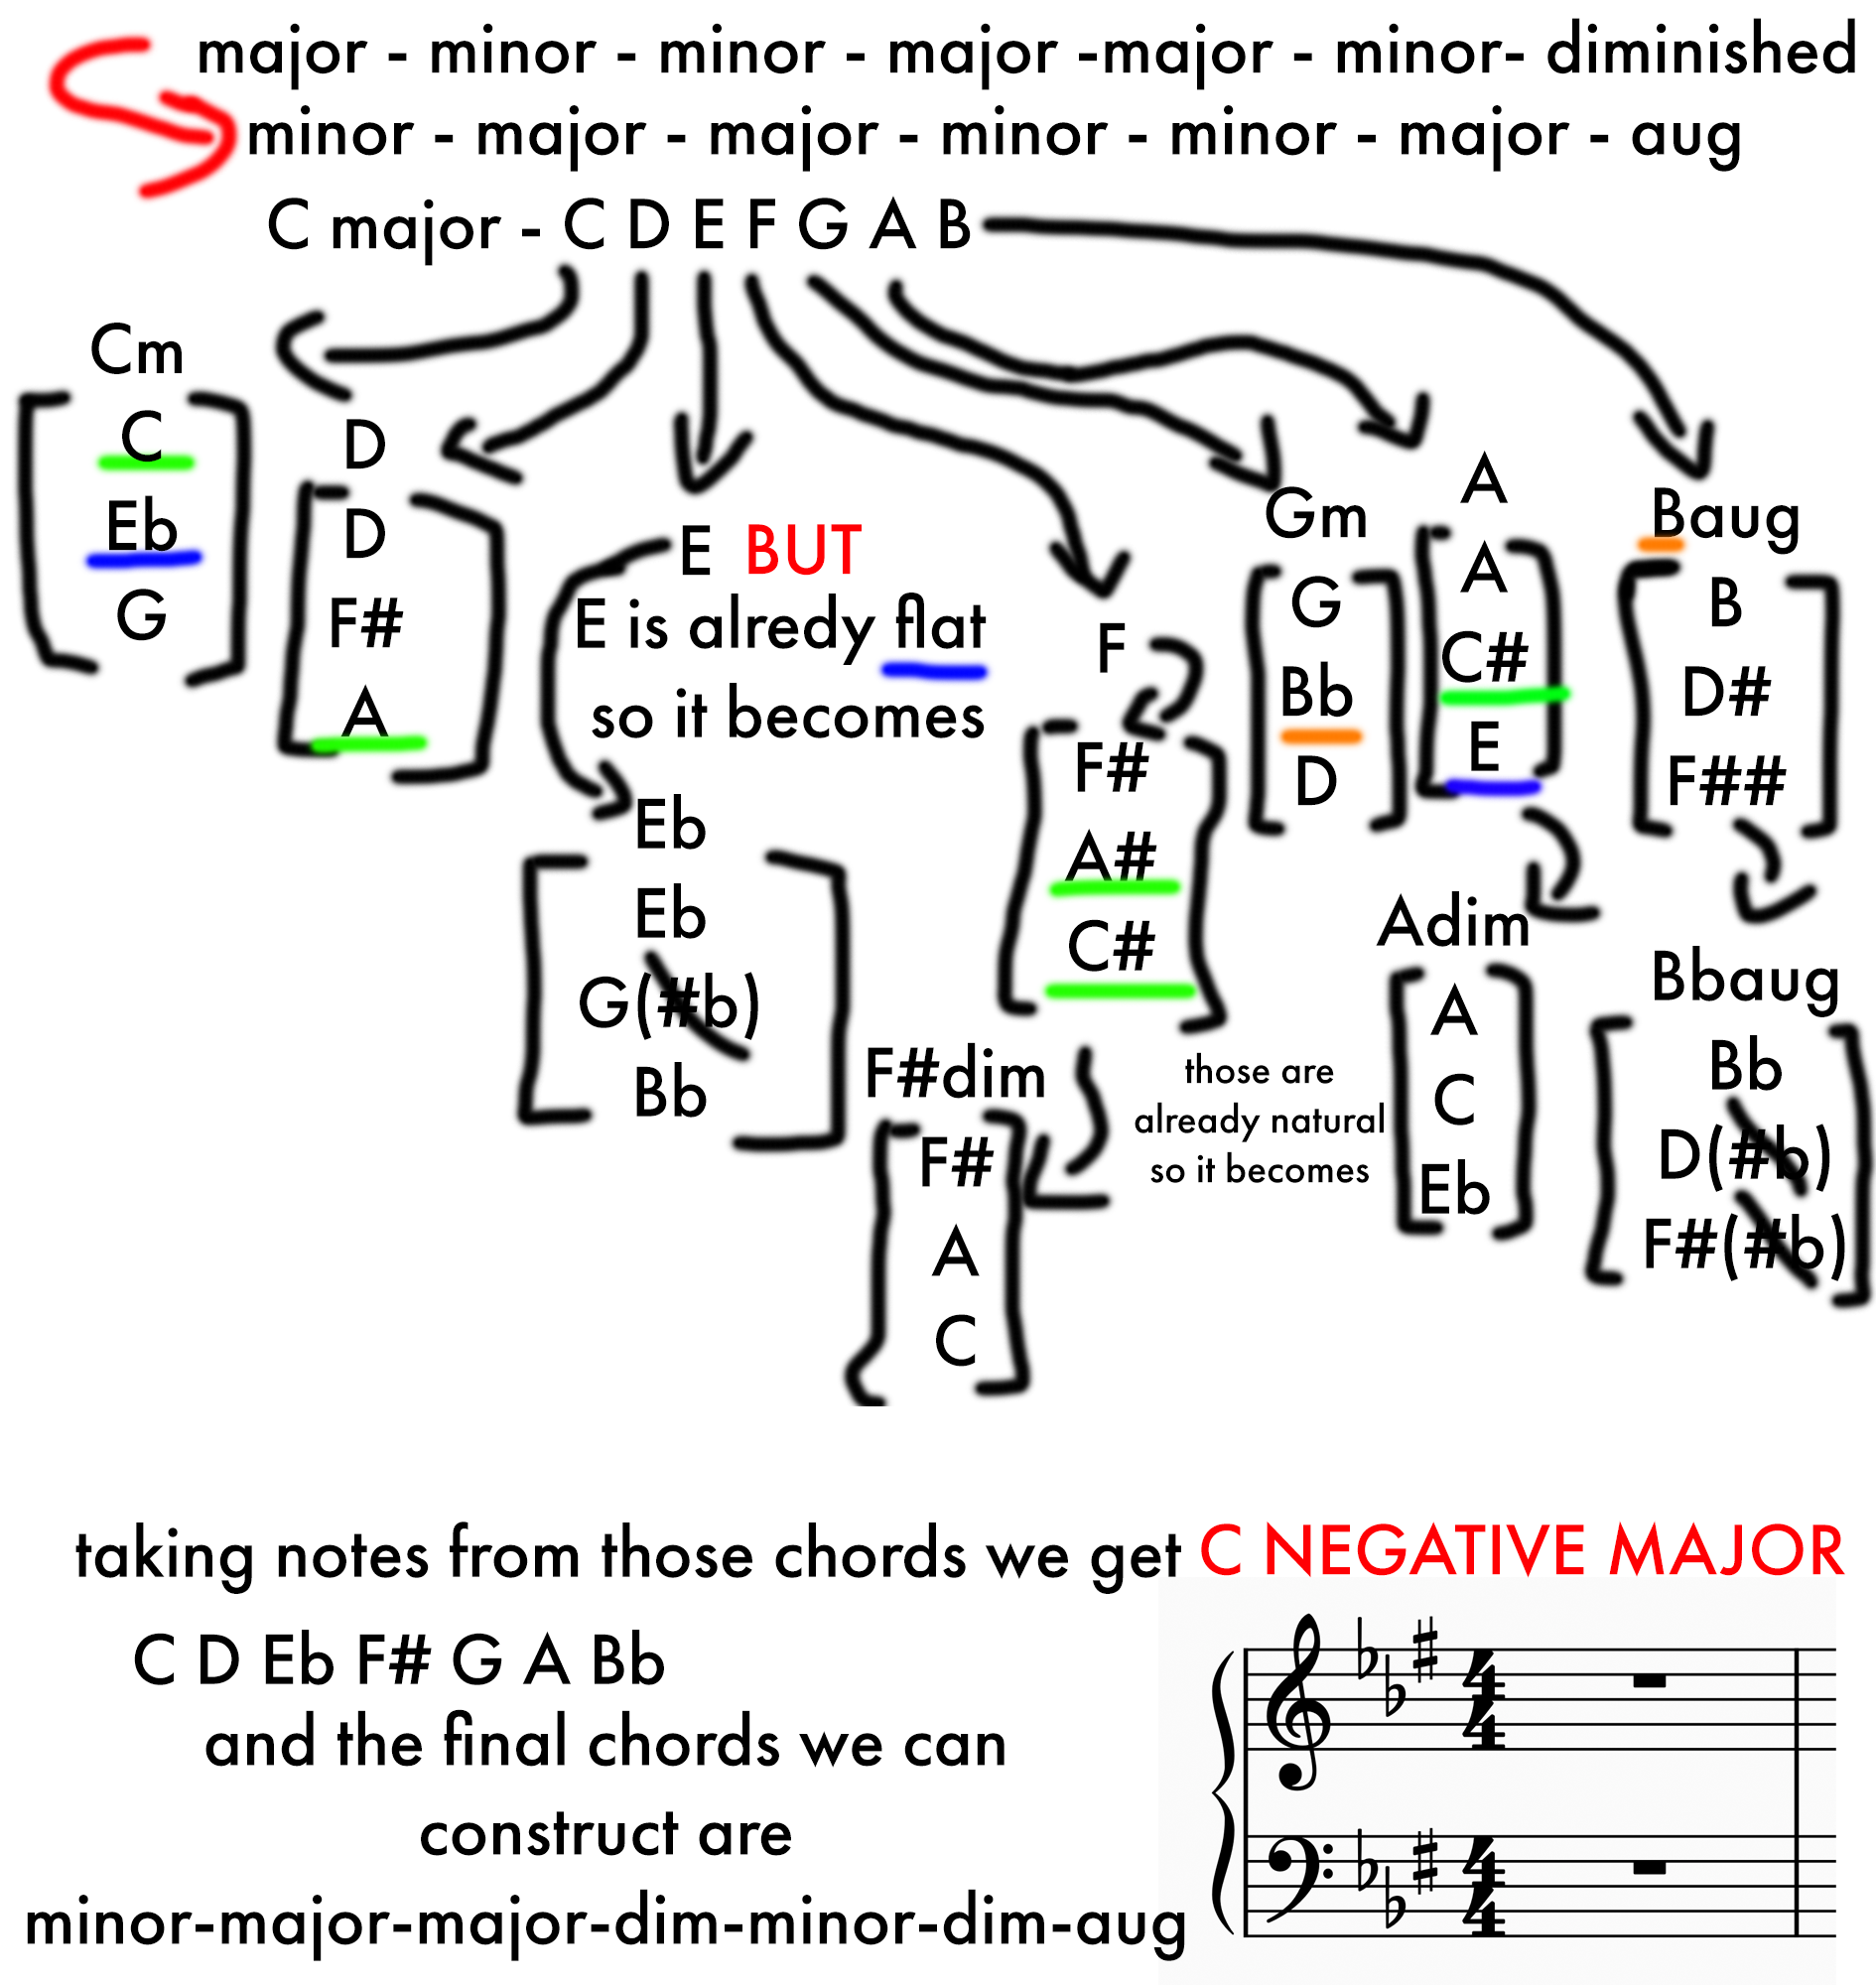 major - minor - minor - major -major - minor- diminished
minor - major - major - minor - minor - major - aug
C major - C D E F G A B
Cm
C
Eb
G
D
D
F#
A
E BUT
E is alredy flat
so it becomes
Eb
Eb
G(#b)
Bb
F
F#
A#
C#
those are
already natural
so it becomes
F#dim
F#
A
C
Gm
G
Bb
D
A
A
C#
E
Adim
A
C
Eb
Baug
B
D#
F##
Bbaug
Bb
D(#b)
F#(#b)
taking notes from those chords we get C NEGATIVE MAJOR
C D Eb F# G A Bb
and the final chords we can
construct are
minor-major-major-dim-minor-dim-aug
4
4
4
4